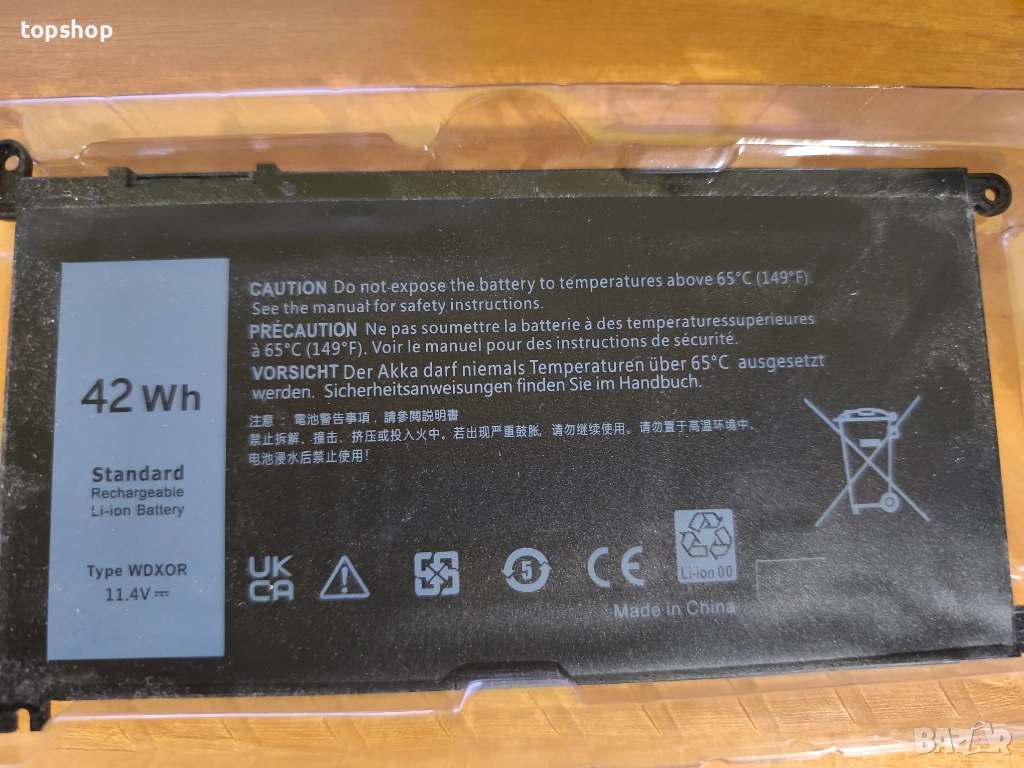 topshop
CAUTION Do not expose the battery to temperatures above 65°C (149°F).
See the manual for safety instructions.
PRÉCAUTION Ne pas soumettre la batterie à des temperaturessupérieures
à 65°C (149°F). Voir le manuel pour des instructions de sécurité.
VORSICHT Der Akka darf niemals Temperaturen über 65°C ausgesetzt
werden. Sicherheitsanweisungen finden Sie im Handbuch.
注意：電池警告事項，請參閲説明書
禁止拆解、撞击、挤压或投入火中。若出现严重鼓胀，请勿继续使用。请勿置于高温环境中、
电池浸水后禁止使用！
42 Wh
Standard
Rechargeable
Li-ion Battery
Type WDXOR
11.4V⎓
UK
CA
5
CE
Li-ion 00
Made in China
BAZAR